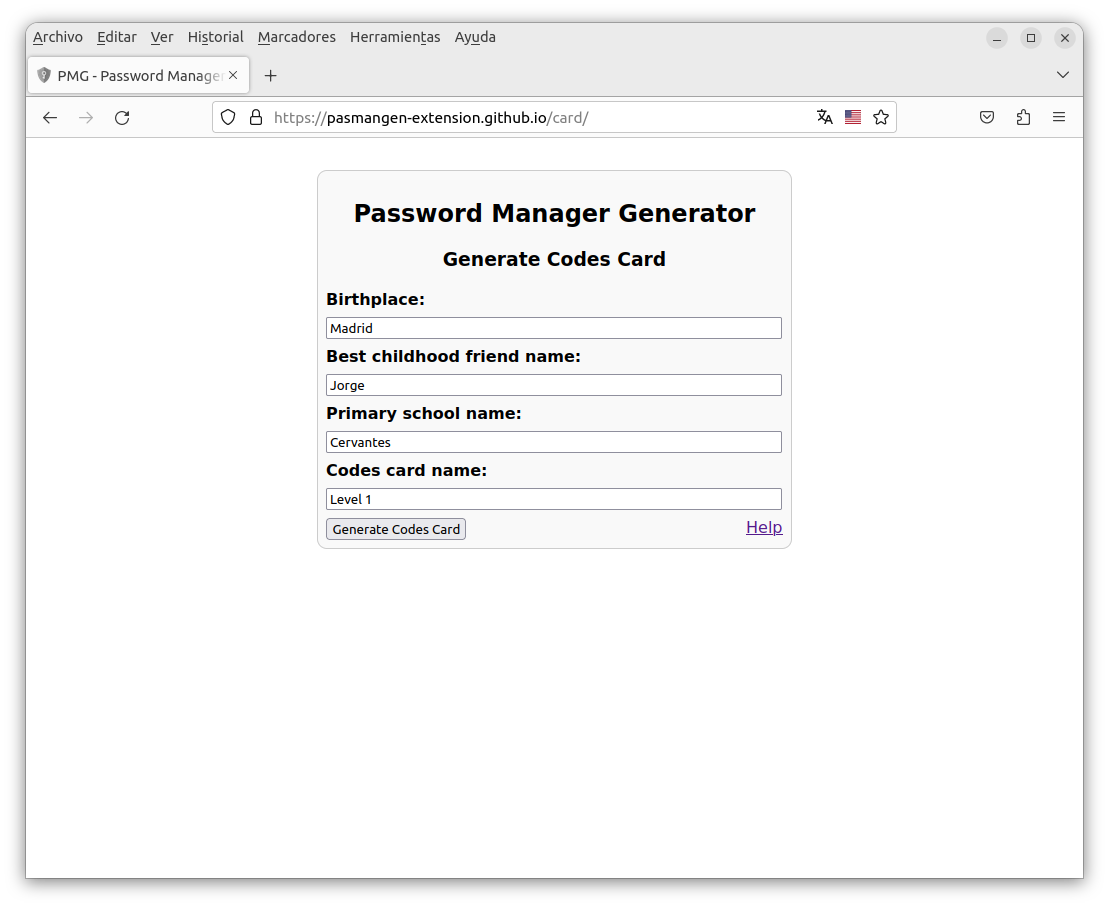 Archivo Editar Ver Historial Marcadores Herramientas Ayuda
PMG - Password Manage
https://pasmangen-extension.github.io/card/
Password Manager Generator
Generate Codes Card
Birthplace:
Madrid
Best childhood friend name:
Jorge
Primary school name:
Cervantes
Codes card name:
Level 1
Generate Codes Card Help